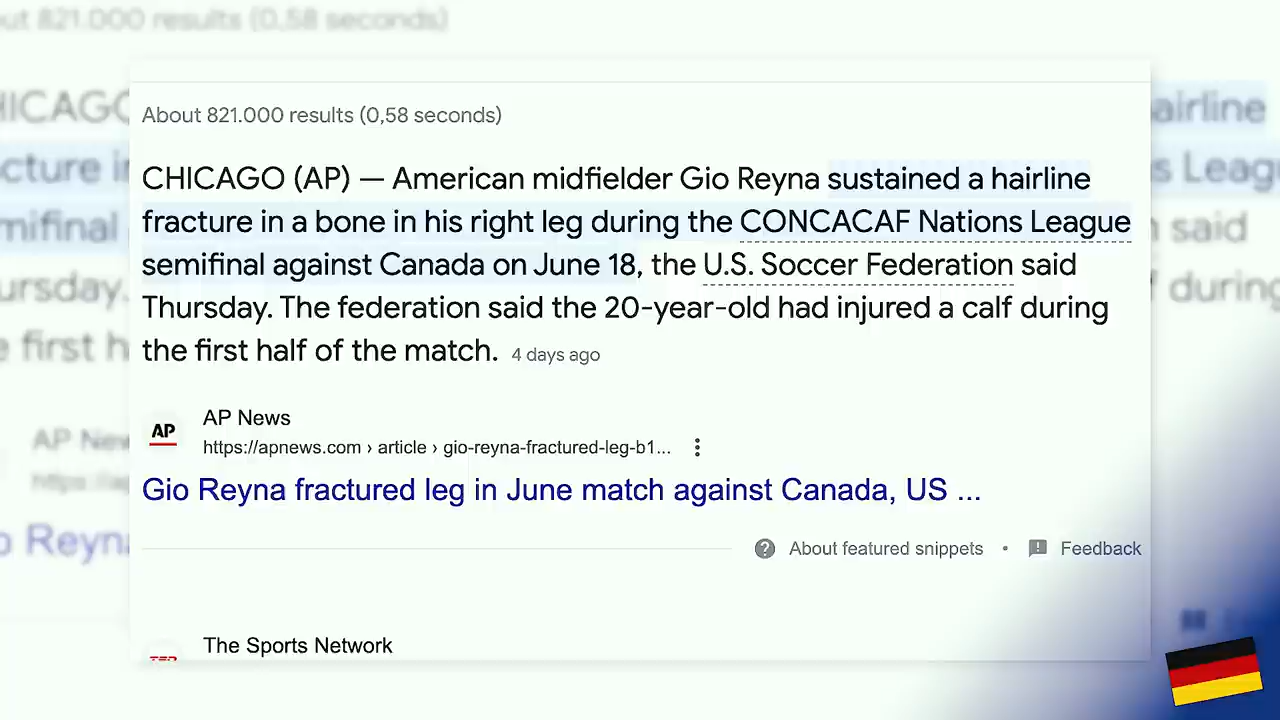 About 821.000 results (0,58 seconds)
CHICAGO (AP) — American midfielder Gio Reyna sustained a hairline
fracture in a bone in his right leg during the CONCACAF Nations League
semifinal against Canada on June 18, the U.S. Soccer Federation said
Thursday. The federation said the 20-year-old had injured a calf during
the first half of the match. 4 days ago
AP
AP News
https://apnews.com › article › gio-reyna-fractured-leg-b1...
Gio Reyna fractured leg in June match against Canada, US ...
About featured snippets • Feedback
The Sports Network